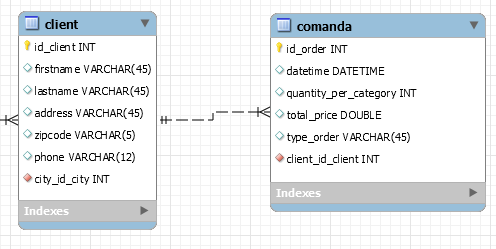 client
id_client INT
firstname VARCHAR(45)
lastname VARCHAR(45)
address VARCHAR(45)
zipcode VARCHAR(5)
phone VARCHAR(12)
city_id_city INT
Indexes
comanda
id_order INT
datetime DATETIME
quantity_per_category INT
total_price DOUBLE
type_order VARCHAR(45)
client_id_client INT
Indexes